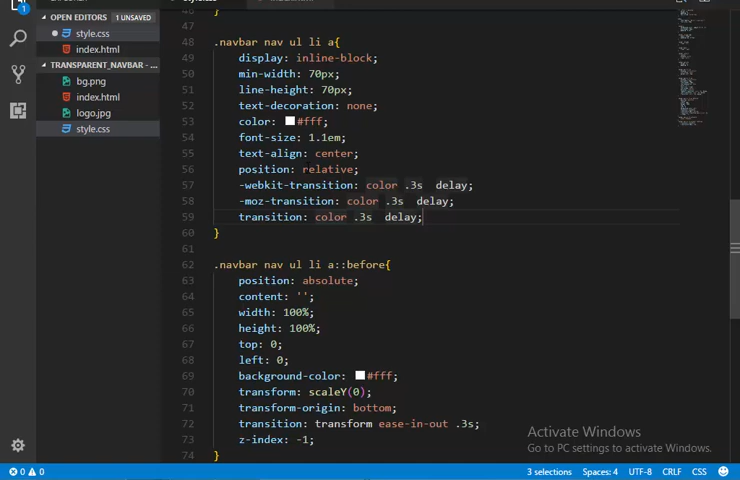 1
OPEN EDITORS 1 UNSAVED
style.css
index.html
TRANSPARENT_NAVBAR - ...
bg.png
index.html
logo.jpg
style.css
47
48 .navbar nav ul li a{
49 display: inline-block;
50 min-width: 70px;
51 line-height: 70px;
52 text-decoration: none;
53 color: #fff;
54 font-size: 1.1em;
55 text-align: center;
56 position: relative;
57 -webkit-transition: color .3s  delay;
58 -moz-transition: color .3s  delay;
59 transition: color .3s  delay;
60 }
61
62 .navbar nav ul li a::before{
63 position: absolute;
64 content: '';
65 width: 100%;
66 height: 100%;
67 top: 0;
68 left: 0;
69 background-color: #fff;
70 transform: scaleY(0);
71 transform-origin: bottom;
72 transition: transform ease-in-out .3s;
73 z-index: -1;
74 }
Activate Windows
Go to PC settings to activate Windows.
0 0 3 selections Spaces: 4 UTF-8 CRLF CSS